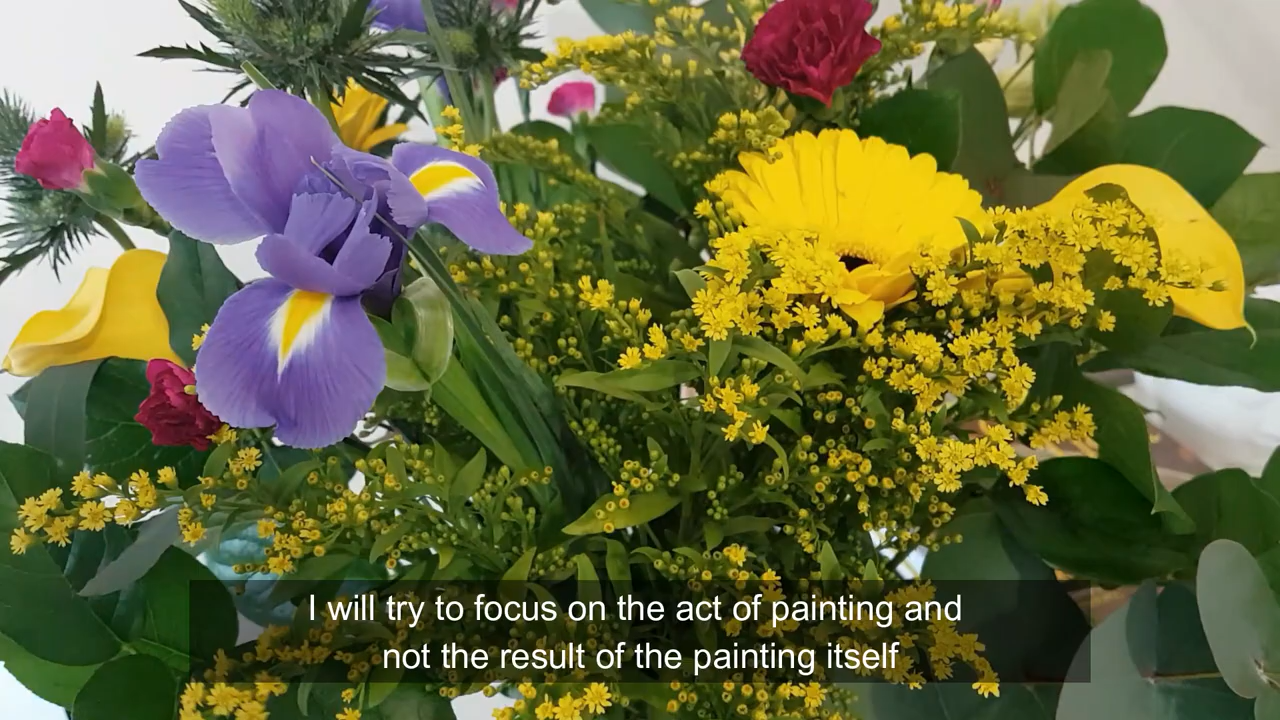 I will try to focus on the act of painting and
not the result of the painting itself